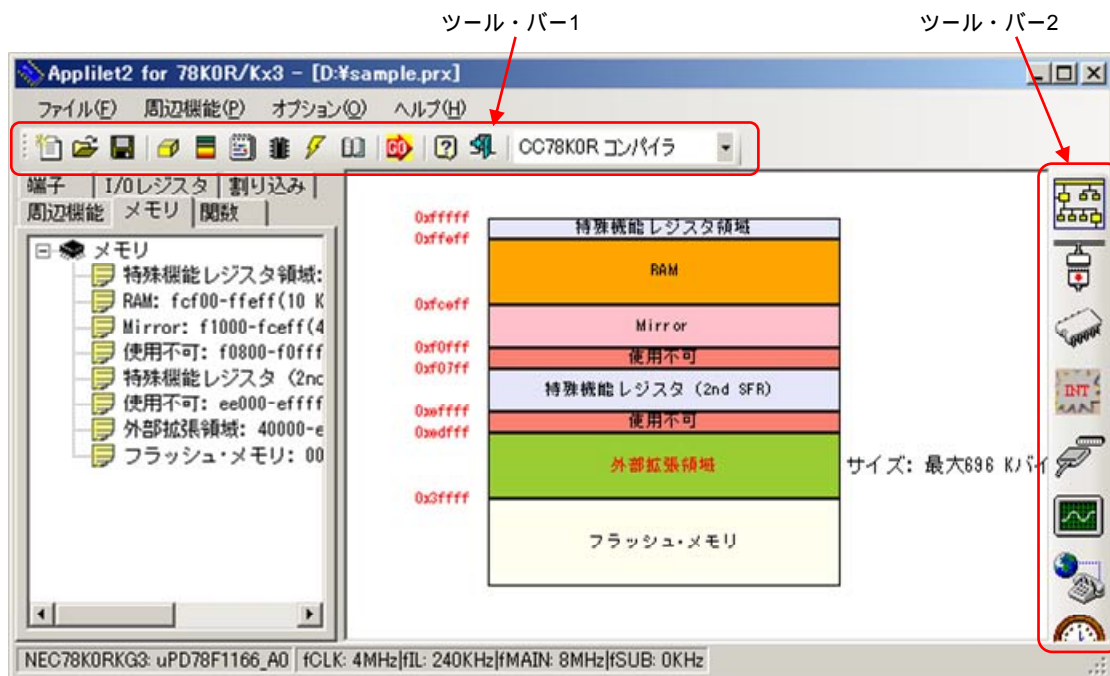 ツール・バー1
ツール・バー2
Applilet2 for 78K0R/Kx3 - [D:¥sample.prx]
ファイル(F) 周辺機能(P) オプション(O) ヘルプ(H)
GO
CC78K0R コンパイラ
端子 I/Oレジスタ 割り込み
周辺機能 メモリ 関数
メモリ
特殊機能レジスタ領域:
RAM: fcf00-ffeff(10 K
Mirror: f1000-fceff(4
使用不可: f0800-f0fff
特殊機能レジスタ (2nc
使用不可: ee000-effff
外部拡張領域: 40000-e
フラッシュ・メモリ: 00
0xfffff
特殊機能レジスタ領域
0xffeff
RAM
0xfceff
Mirror
0xf0fff
使用不可
0xf07ff
特殊機能レジスタ (2nd SFR)
0xeffff
使用不可
0xedfff
外部拡張領域
サイズ: 最大696 Kバイ
0x3ffff
フラッシュ・メモリ
INT
NEC78K0RKG3: uPD78F1166_A0 fCLK: 4MHz|fIL: 240KHz|fMAIN: 8MHz|fSUB: 0KHz